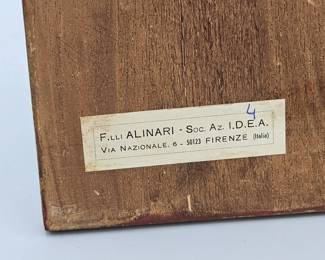 4
F.LLI ALINARI - SOC. AZ. I.D.E.A.
VIA NAZIONALE, 6 - 50123 FIRENZE (Italia)